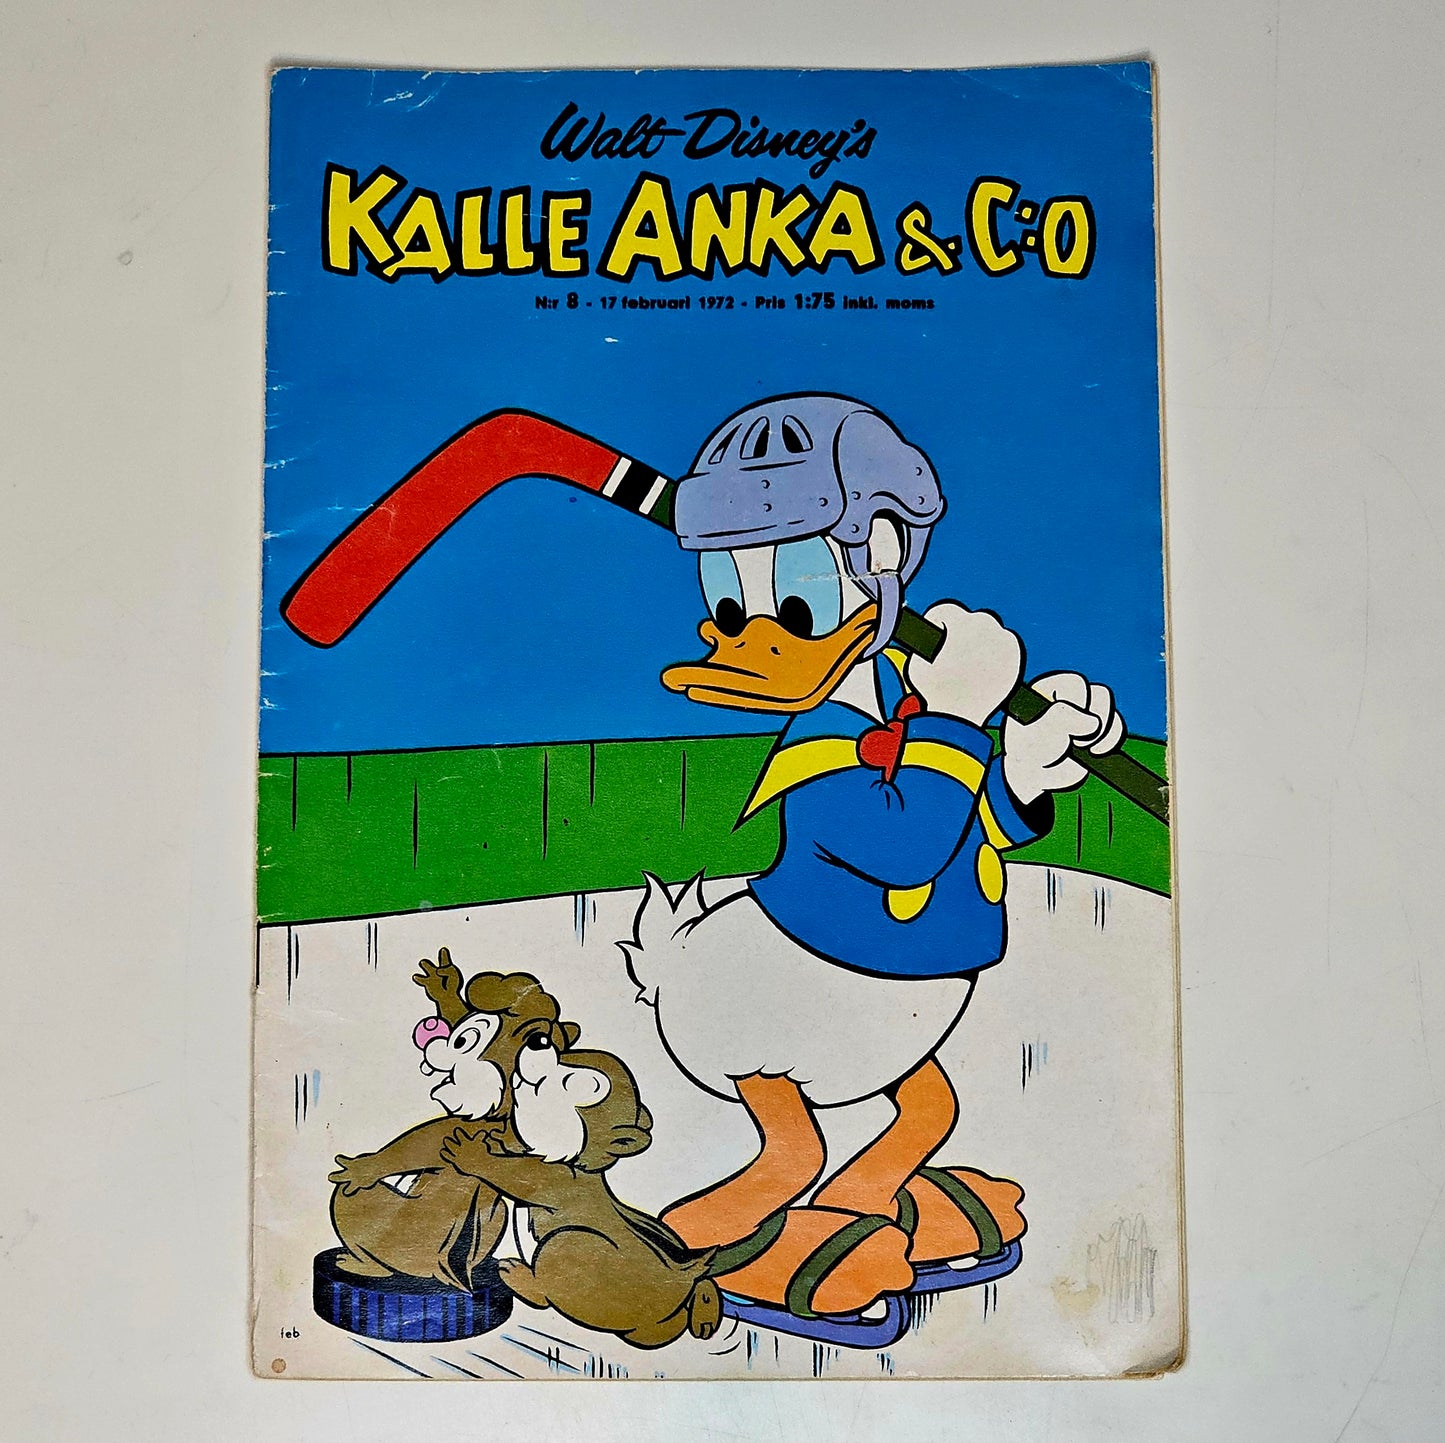 Walt Disney's
KALLE ANKA & C:O
N:r 8 - 17 februari 1972 - Pris 1:75 inkl. moms
feb